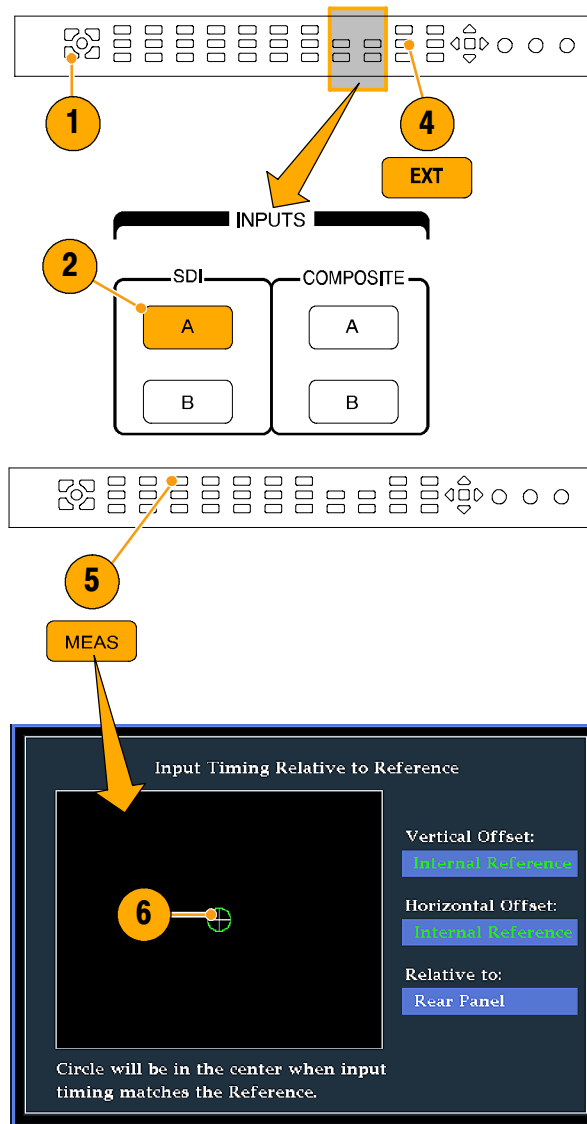 1
4
EXT
INPUTS
2
SDI
COMPOSITE
A
A
B
B
5
MEAS
Input Timing Relative to Reference
Vertical Offset:
Internal Reference
6
Horizontal Offset:
Internal Reference
Relative to:
Rear Panel
Circle will be in the center when input
timing matches the Reference.